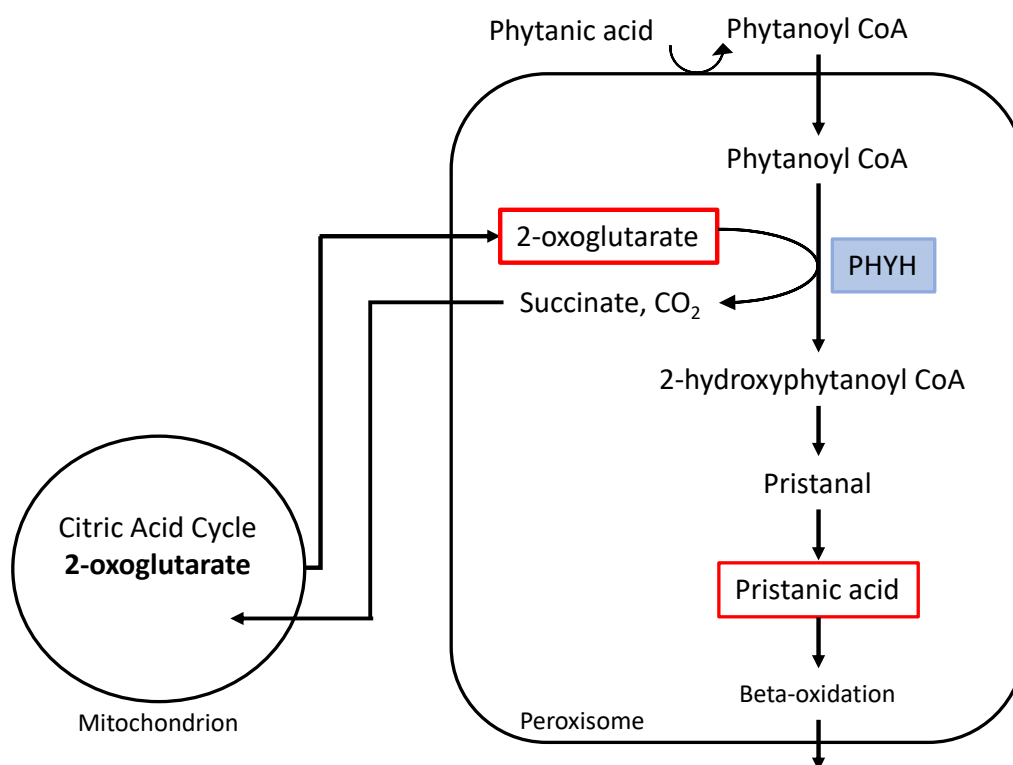 Phytanic acid
Phytanoyl CoA
Phytanoyl CoA
2-oxoglutarate
PHYH
Succinate, CO₂
2-hydroxyphytanoyl CoA
Pristanal
Citric Acid Cycle
2-oxoglutarate
Pristanic acid
Beta-oxidation
Mitochondrion
Peroxisome